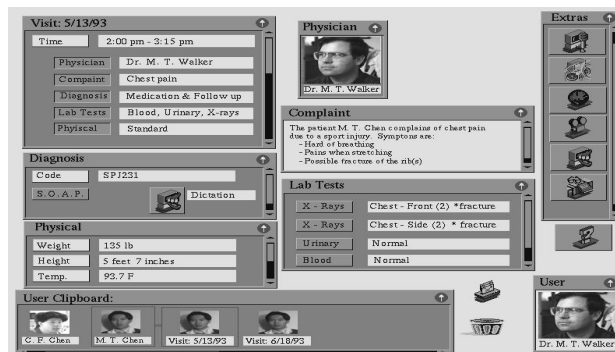 Visit: 5/13/93
Time 2:00 pm - 3:15 pm
Physician Dr. M. T. Walker
Compaint Chest pain
Diagnosis Medication & Follow up
Lab Tests Blood, Urinary, X-rays
Phyiscal Standard
Diagnosis
Code SPJ231
S.O.A.P. Dictation
Physical
Weight 135 lb
Height 5 feet 7 inches
Temp. 93.7 F
Physician
Dr. M. T. Walker
Complaint
The patient M. T. Chen complains of chest pain
due to a sport injury. Symptons are:
- Hard of breathing
- Pains when stretching
- Possible fracture of the rib(s)
Lab Tests
X - Rays Chest - Front (2) *fracture
X - Rays Chest - Side (2) * fracture
Urinary Normal
Blood Normal
Extras
User Clipboard:
C. F. Chen
M. T. Chen
Visit: 5/13/93
Visit: 6/18/93
User
Dr. M. T. Walker